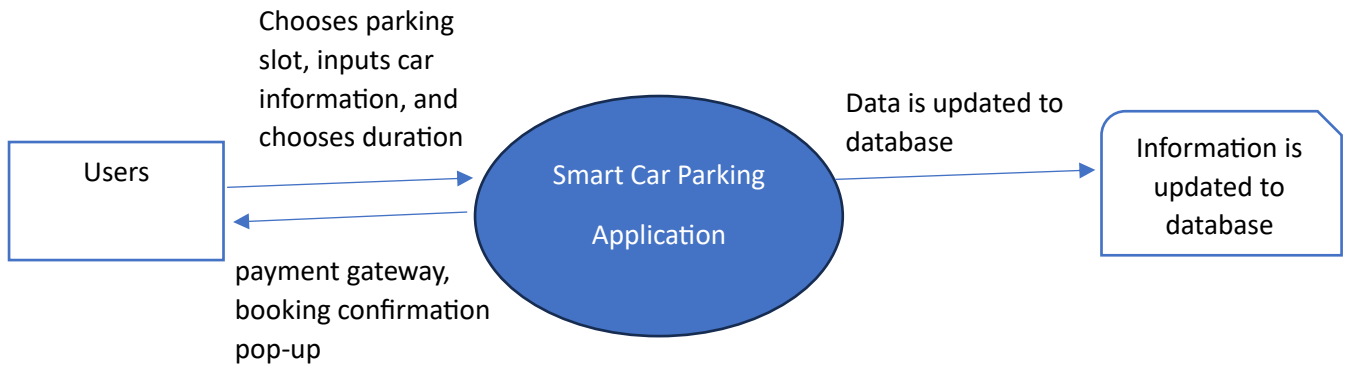 Chooses parking
slot, inputs car
information, and
chooses duration
Users
payment gateway,
booking confirmation
pop-up
Smart Car Parking
Application
Data is updated to
database
Information is
updated to
database